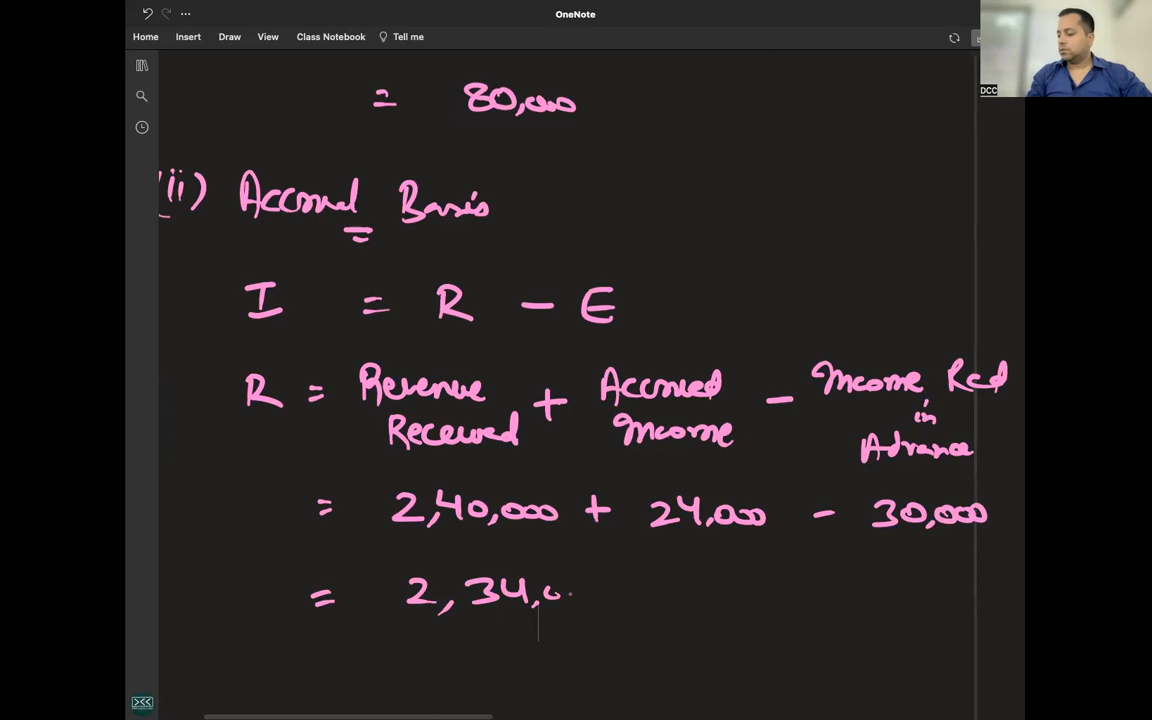 OneNote
Home Insert Draw View Class Notebook Tell me
DCC
= 80,000
(ii) Accrual Basis
I = R - E
R = Revenue Received + Accrued Income - Income Rcd in Advance
= 2,40,000 + 24,000 - 30,000
= 2,34,0